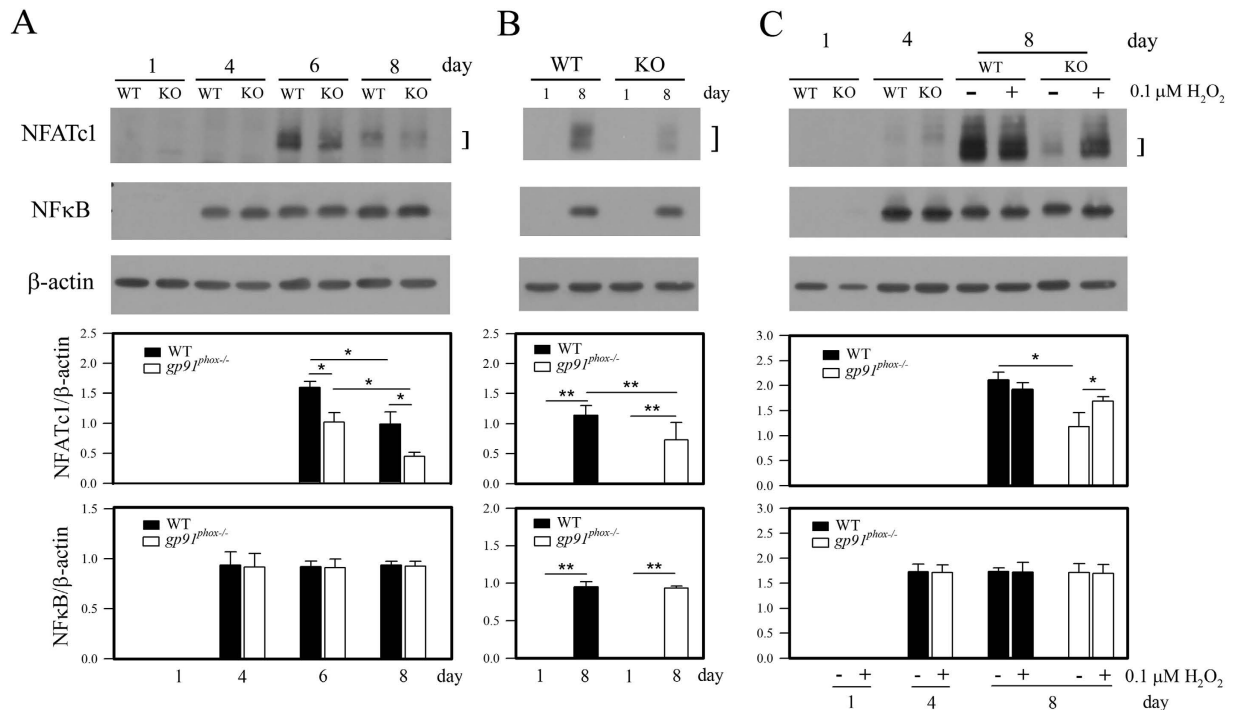 A
1 4 6 8 day
WT KO WT KO WT KO WT KO
NFATc1
]
NFκB
β-actin
NFATc1/β-actin
2.5
2.0
1.5
1.0
0.5
0.0
WT
gp91phox-/-
*
*
*
*
NFκB/β-actin
1.5
1.0
0.5
0.0
WT
gp91phox-/-
1 4 6 8 day
B
WT KO
1 8 1 8 day
]
2.5
2.0
1.5
1.0
0.5
0.0
WT
gp91phox-/-
**
**
**
2.0
1.5
1.0
0.5
0.0
WT
gp91phox-/-
**
**
1 8 1 8 day
C
1 4 8 day
WT KO WT KO WT KO
- + - + 0.1 μM H2O2
]
3.0
2.5
2.0
1.5
1.0
0.5
0.0
WT
gp91phox-/-
*
*
3.0
2.5
2.0
1.5
1.0
0.5
0.0
WT
gp91phox-/-
- + - + - + - + 0.1 μM H2O2
1 4 8 day